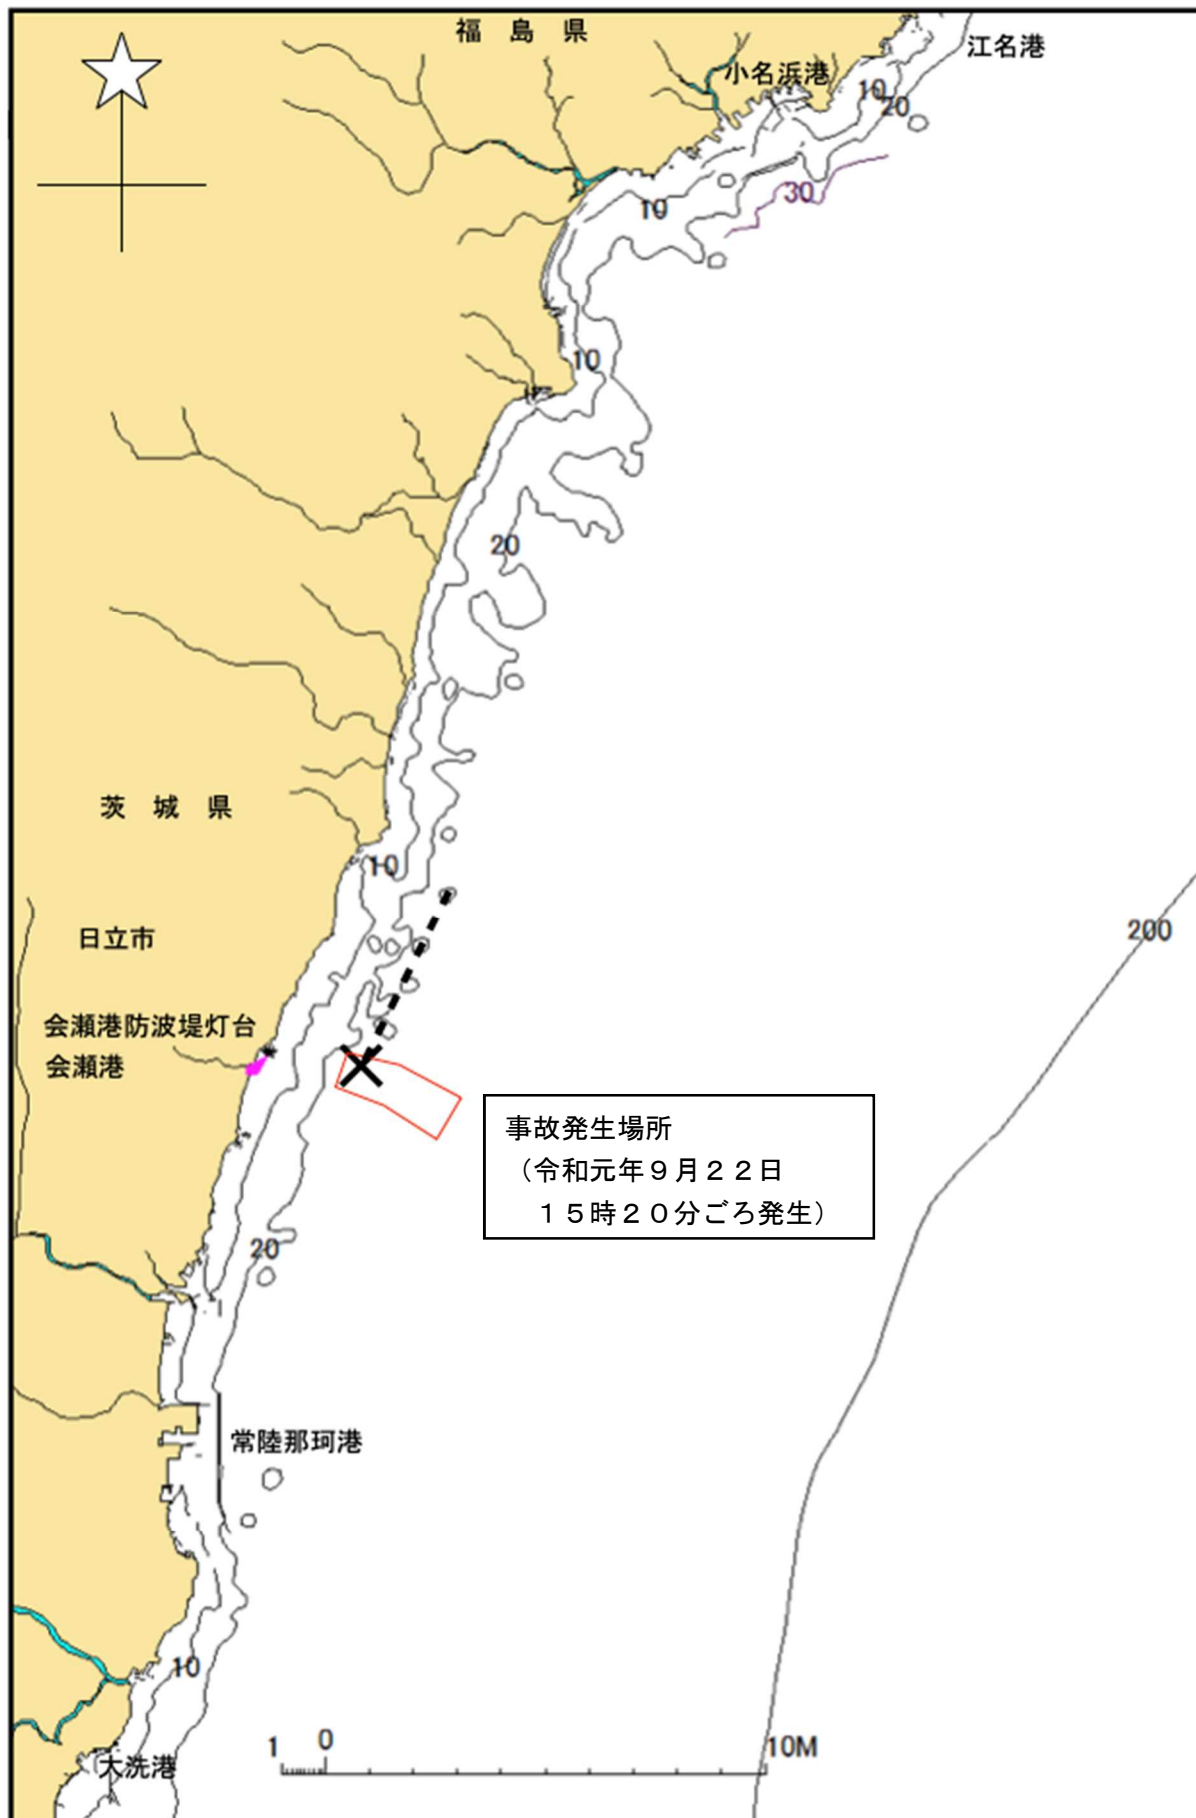 福 島 県
江名港
小名浜港
10
20
30
10
10
20
茨 城 県
10
日立市
200
会瀬港防波堤灯台
会瀬港
事故発生場所
（令和元年９月２２日
１５時２０分ごろ発生）
20
常陸那珂港
10
1 0 10M
大洗港